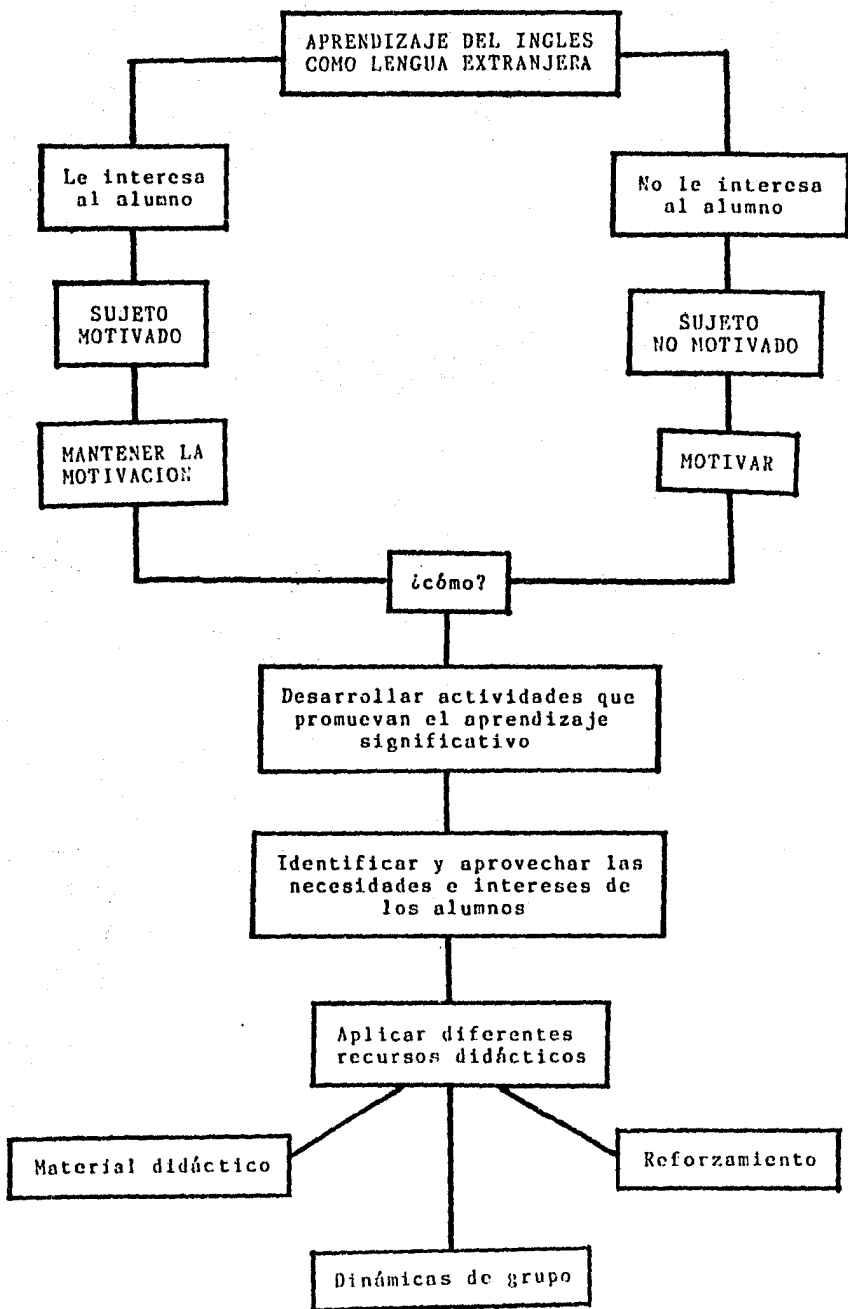 APRENDIZAJE DEL INGLES
COMO LENGUA EXTRANJERA
Le interesa
al alumno
No le interesa
al alumno
SUJETO
MOTIVADO
SUJETO
NO MOTIVADO
MANTENER LA
MOTIVACION
MOTIVAR
¿cómo?
Desarrollar actividades que
promuevan el aprendizaje
significativo
Identificar y aprovechar las
necesidades e intereses de
los alumnos
Aplicar diferentes
recursos didácticos
Material didáctico
Reforzamiento
Dinámicas de grupo